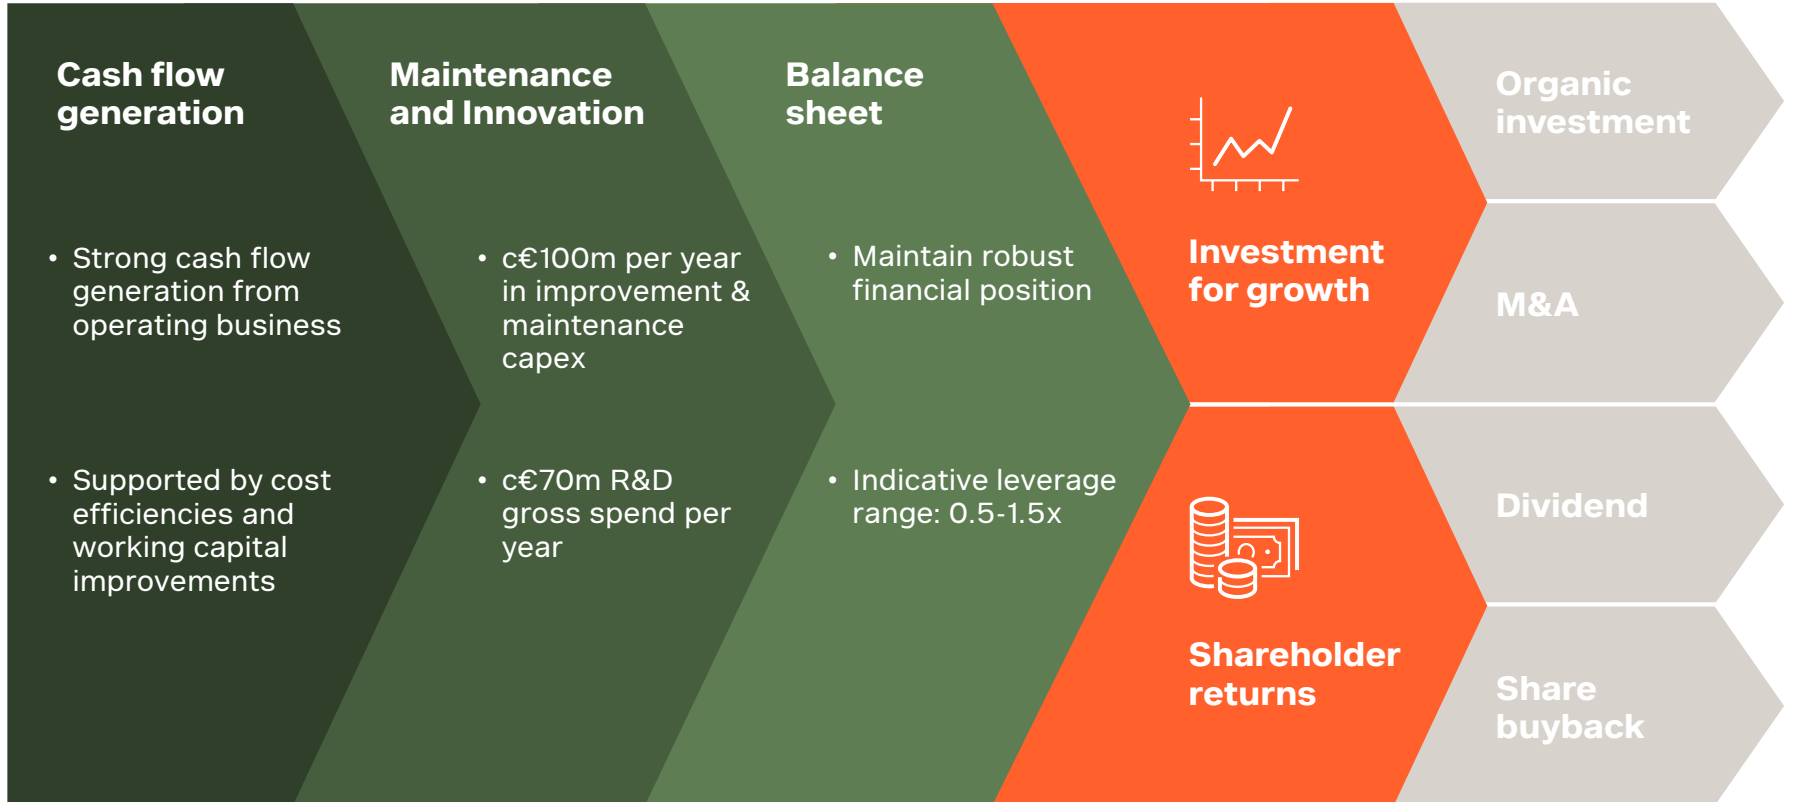 Cash flow
generation
• Strong cash flow
generation from
operating business
• Supported by cost
efficiencies and
working capital
improvements
Maintenance
and Innovation
• c€100m per year
in improvement &
maintenance
capex
• c€70m R&D
gross spend per
year
Balance
sheet
• Maintain robust
financial position
• Indicative leverage
range: 0.5-1.5x
Investment
for growth
Shareholder
returns
Organic
investment
M&A
Dividend
Share
buyback